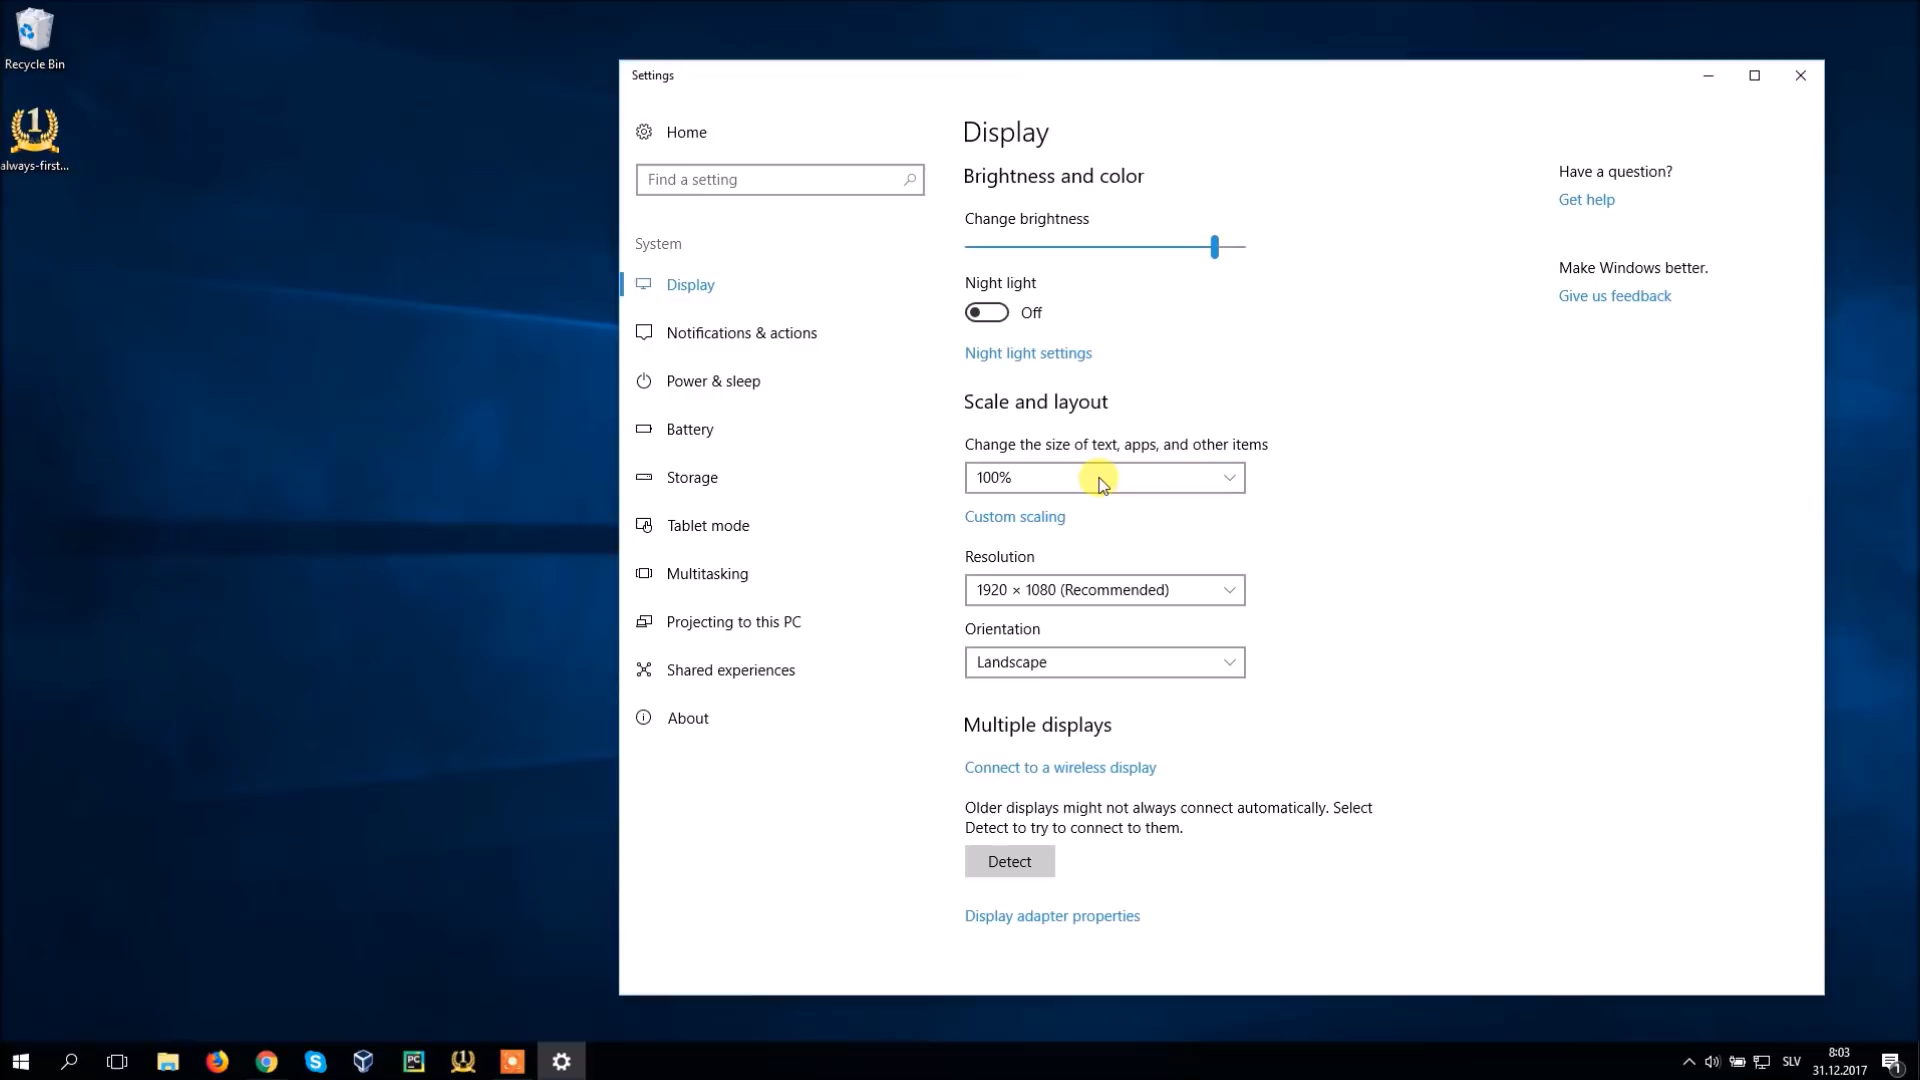 Recycle Bin
always-first...
Settings
Home
Find a setting
System
Display
Notifications & actions
Power & sleep
Battery
Storage
Tablet mode
Multitasking
Projecting to this PC
Shared experiences
About
Display
Brightness and color
Change brightness
Night light
Off
Night light settings
Scale and layout
Change the size of text, apps, and other items
100%
Custom scaling
Resolution
1920 × 1080 (Recommended)
Orientation
Landscape
Multiple displays
Connect to a wireless display
Older displays might not always connect automatically. Select
Detect to try to connect to them.
Detect
Display adapter properties
Have a question?
Get help
Make Windows better.
Give us feedback
1
PC
1
SLV
8:03
31.12.2017
1